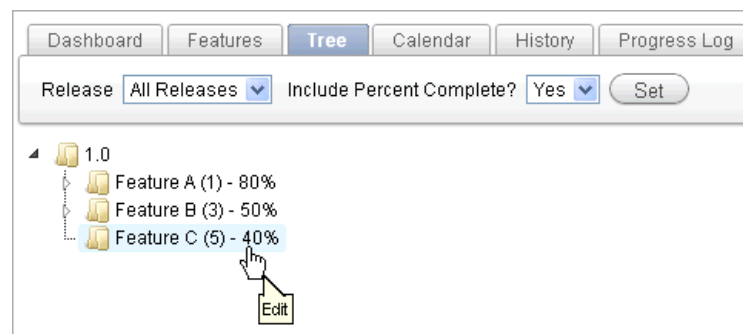 Dashboard Features Tree Calendar History Progress Log
Release All Releases Include Percent Complete? Yes Set
1.0
Feature A (1) - 80%
Feature B (3) - 50%
Feature C (5) - 40%
Edit